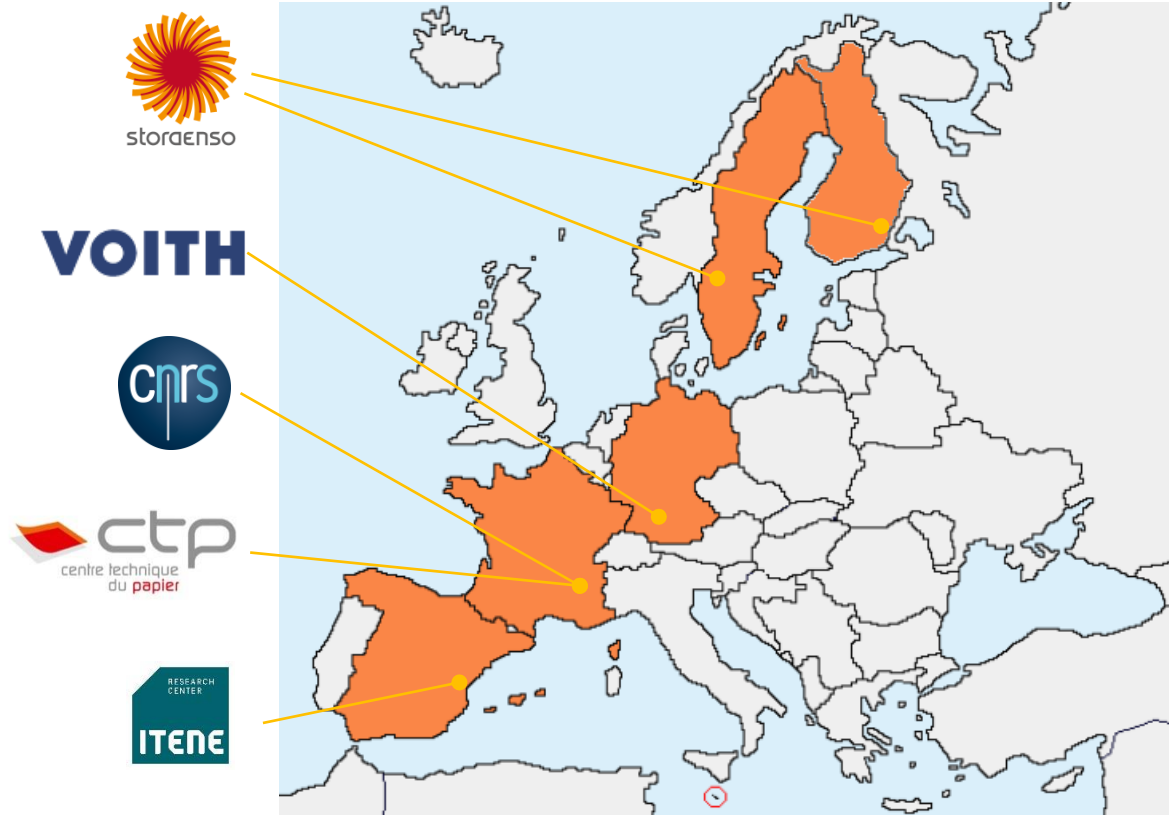 storaenso
VOITH
cnrs
ctp
centre technique
du papier
RESEARCH
CENTER
ITENE